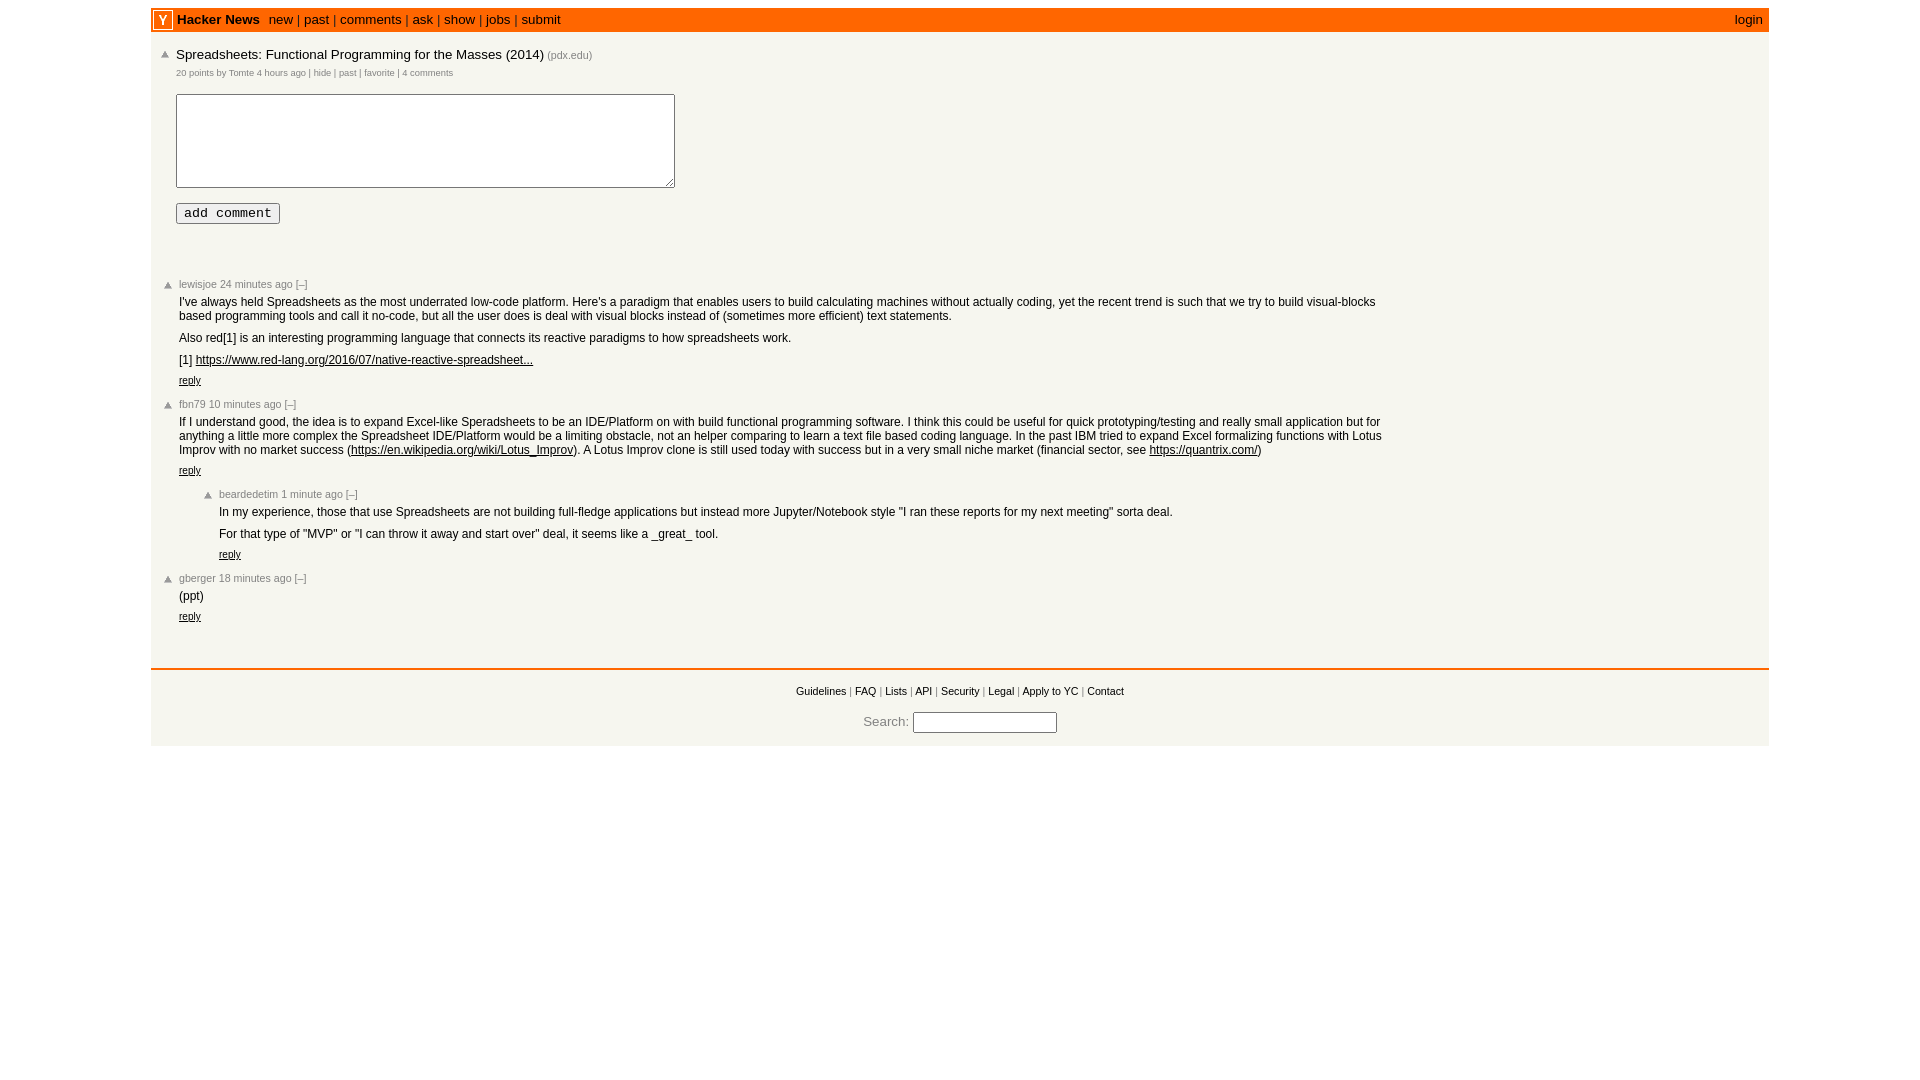 Y Hacker News new | past | comments | ask | show | jobs | submit login
Spreadsheets: Functional Programming for the Masses (2014) (pdx.edu)
20 points by Tomte 4 hours ago | hide | past | favorite | 4 comments
add comment
lewisjoe 24 minutes ago [–]
I've always held Spreadsheets as the most underrated low-code platform. Here's a paradigm that enables users to build calculating machines without actually coding, yet the recent trend is such that we try to build visual-blocks
based programming tools and call it no-code, but all the user does is deal with visual blocks instead of (sometimes more efficient) text statements.
Also red[1] is an interesting programming language that connects its reactive paradigms to how spreadsheets work.
[1] https://www.red-lang.org/2016/07/native-reactive-spreadsheet...
reply
fbn79 10 minutes ago [–]
If I understand good, the idea is to expand Excel-like Speradsheets to be an IDE/Platform on with build functional programming software. I think this could be useful for quick prototyping/testing and really small application but for
anything a little more complex the Spreadsheet IDE/Platform would be a limiting obstacle, not an helper comparing to learn a text file based coding language. In the past IBM tried to expand Excel formalizing functions with Lotus
Improv with no market success (https://en.wikipedia.org/wiki/Lotus_Improv). A Lotus Improv clone is still used today with success but in a very small niche market (financial sector, see https://quantrix.com/)
reply
beardedetim 1 minute ago [–]
In my experience, those that use Spreadsheets are not building full-fledge applications but instead more Jupyter/Notebook style "I ran these reports for my next meeting" sorta deal.
For that type of "MVP" or "I can throw it away and start over" deal, it seems like a _great_ tool.
reply
gberger 18 minutes ago [–]
(ppt)
reply
Guidelines | FAQ | Lists | API | Security | Legal | Apply to YC | Contact
Search: